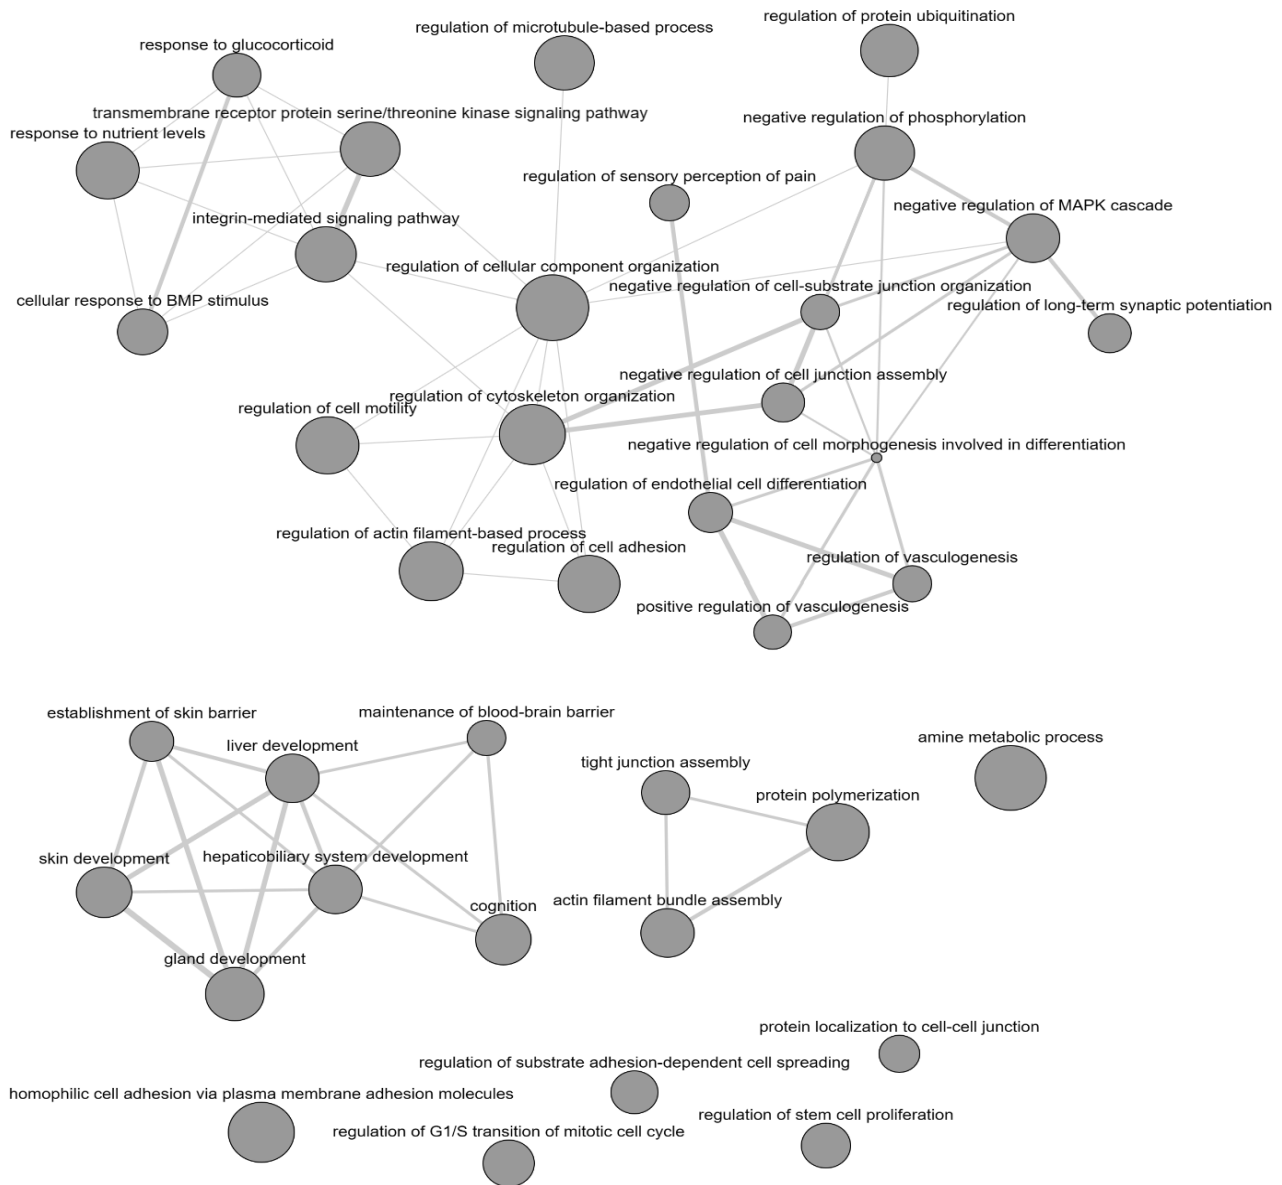 regulation of protein ubiquitination
regulation of microtubule-based process
response to glucocorticoid
transmembrane receptor protein serine/threonine kinase signaling pathway
negative regulation of phosphorylation
response to nutrient levels
regulation of sensory perception of pain
negative regulation of MAPK cascade
integrin-mediated signaling pathway
regulation of cellular component organization
negative regulation of cell-substrate junction organization
cellular response to BMP stimulus
regulation of long-term synaptic potentiation
negative regulation of cell junction assembly
regulation of cytoskeleton organization
regulation of cell motility
negative regulation of cell morphogenesis involved in differentiation
regulation of endothelial cell differentiation
regulation of actin filament-based process
regulation of cell adhesion
regulation of vasculogenesis
positive regulation of vasculogenesis
establishment of skin barrier
maintenance of blood-brain barrier
amine metabolic process
liver development
tight junction assembly
protein polymerization
skin development
hepaticobiliary system development
cognition
actin filament bundle assembly
gland development
protein localization to cell-cell junction
regulation of substrate adhesion-dependent cell spreading
homophilic cell adhesion via plasma membrane adhesion molecules
regulation of stem cell proliferation
regulation of G1/S transition of mitotic cell cycle